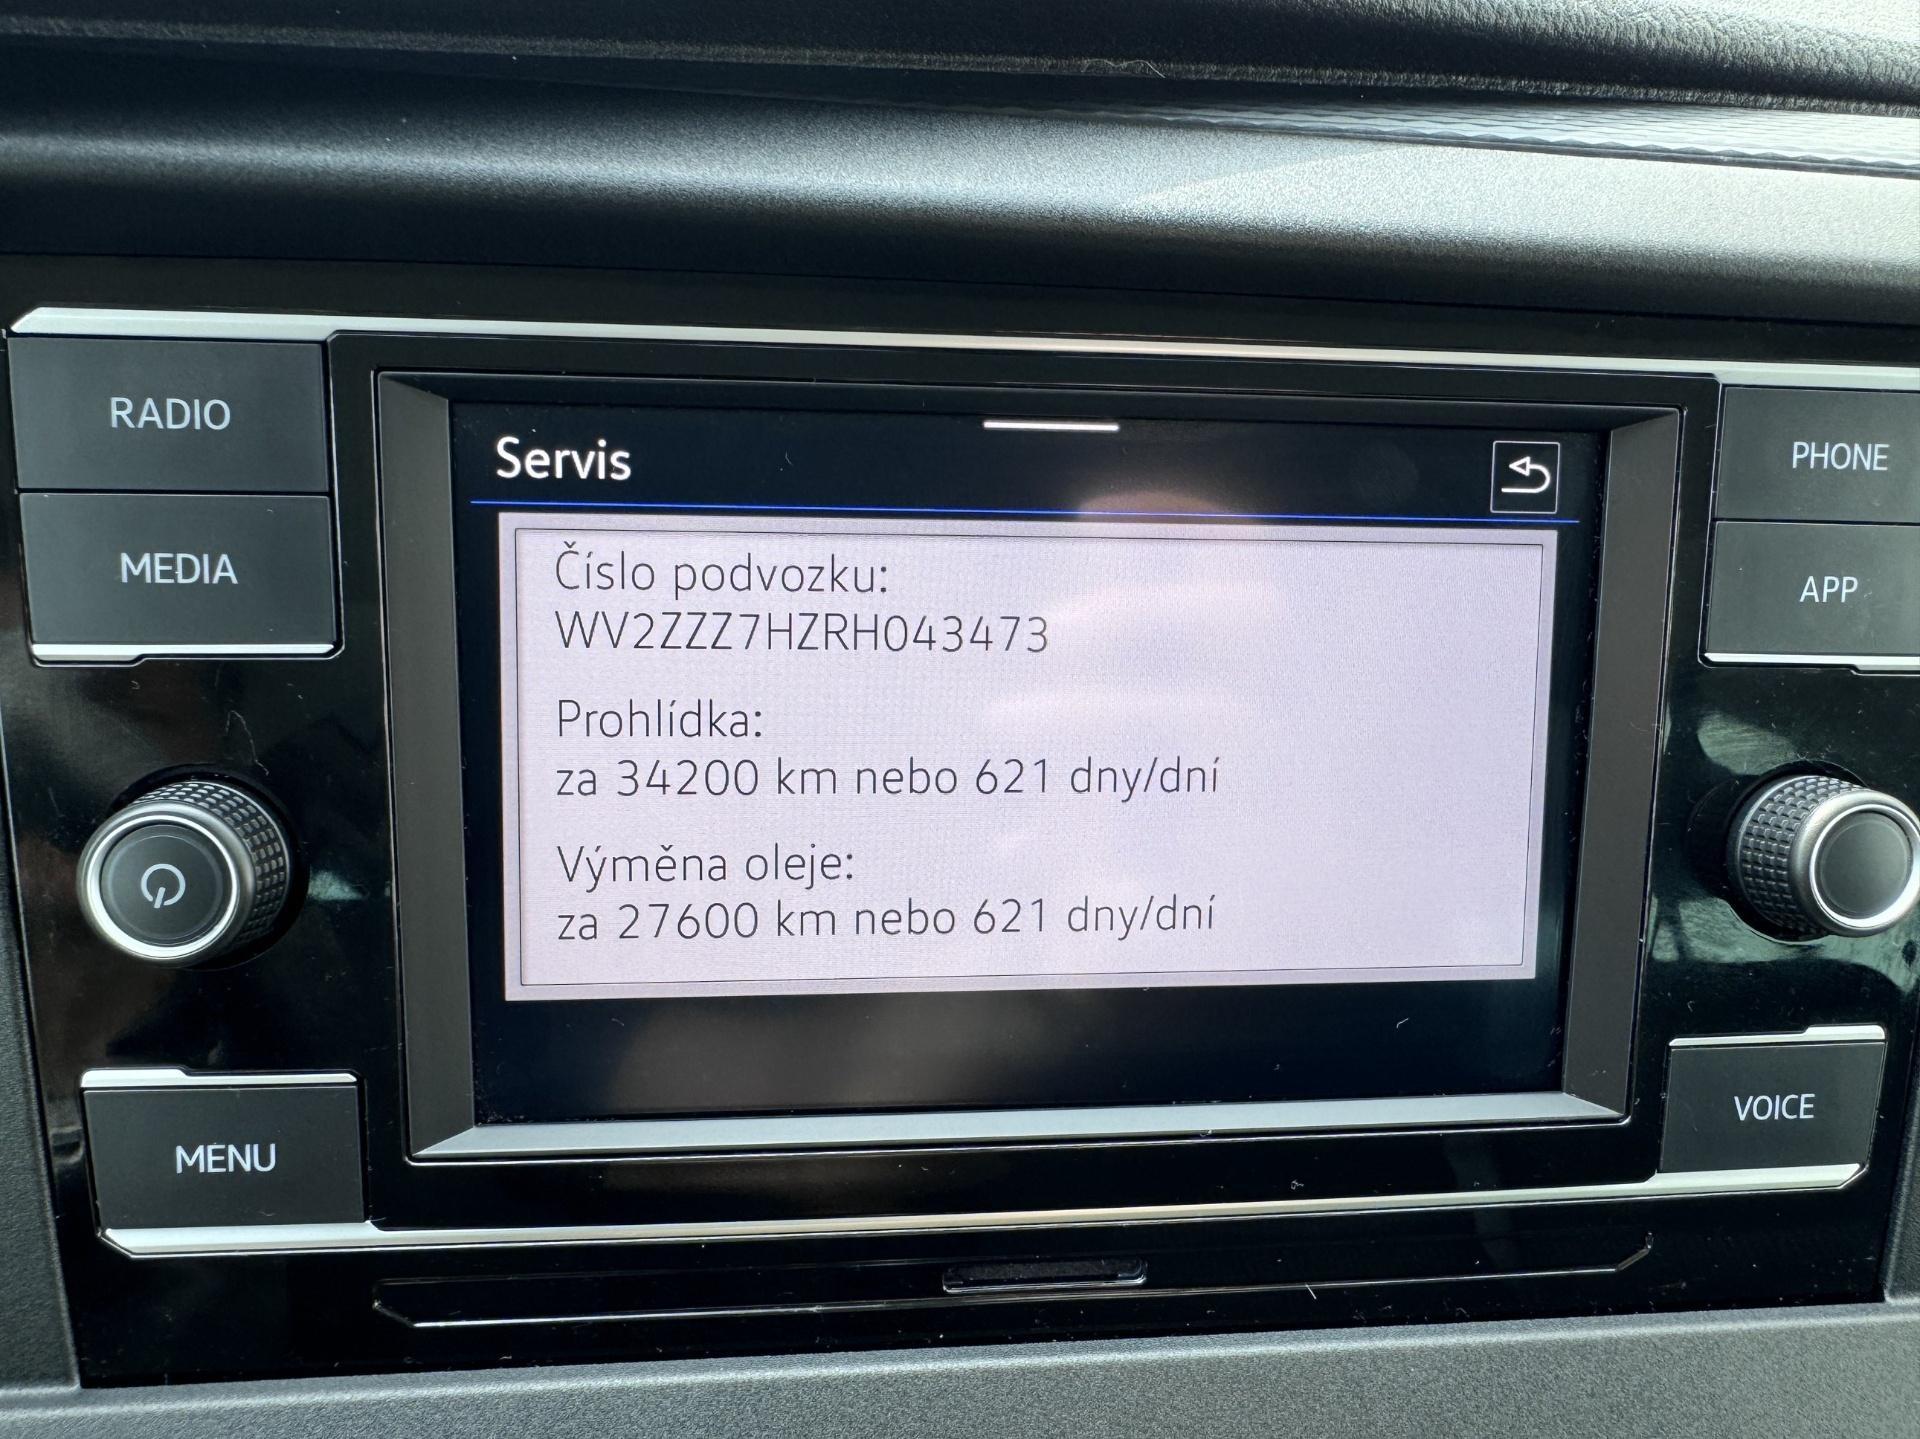 RADIO
MEDIA
MENU
Servis
Číslo podvozku:
WV2ZZZ7HZRH043473
Prohlídka:
za 34200 km nebo 621 dny/dní
Výměna oleje:
za 27600 km nebo 621 dny/dní
PHONE
APP
VOICE